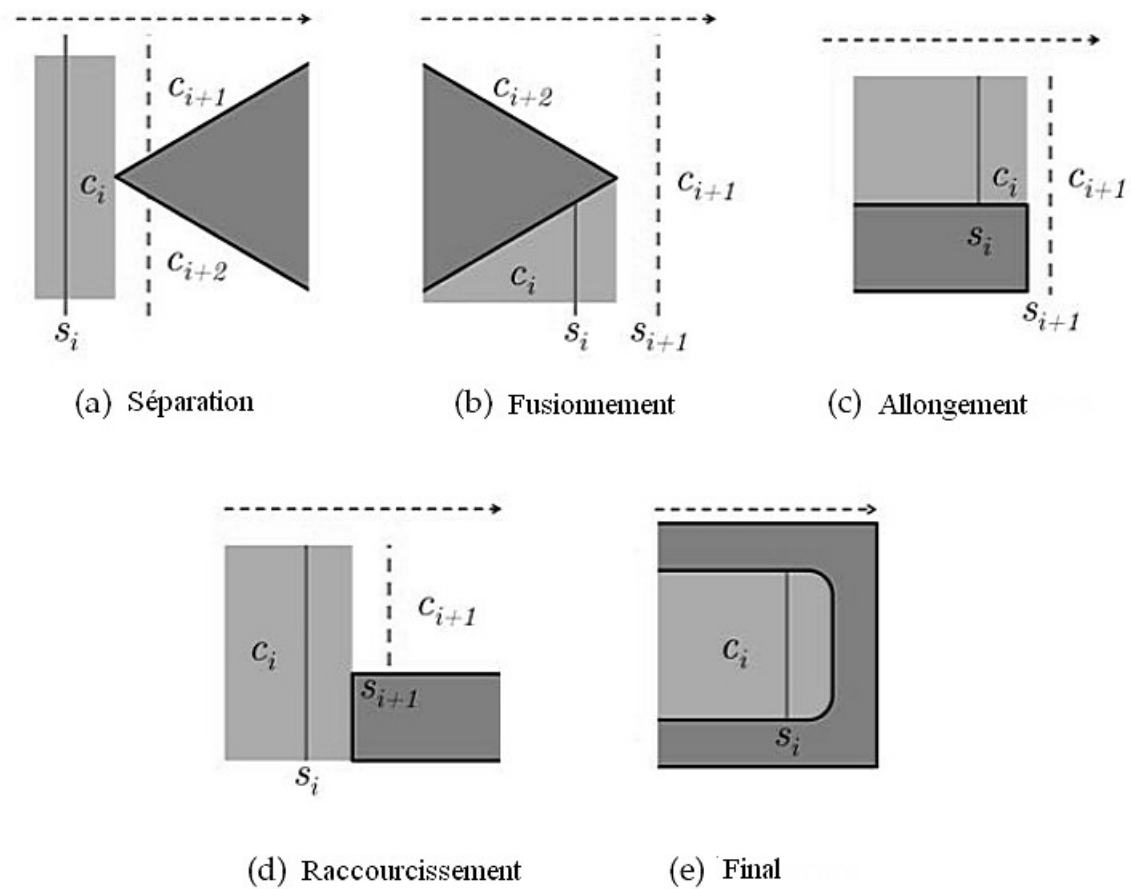 c_{i+1}
c_i
c_{i+2}
s_i
(a) Séparation
c_{i+2}
c_{i+1}
c_i
s_i
s_{i+1}
(b) Fusionnement
c_i
c_{i+1}
s_i
s_{i+1}
(c) Allongement
c_i
c_{i+1}
s_{i+1}
s_i
(d) Raccourcissement
c_i
s_i
(e) Final